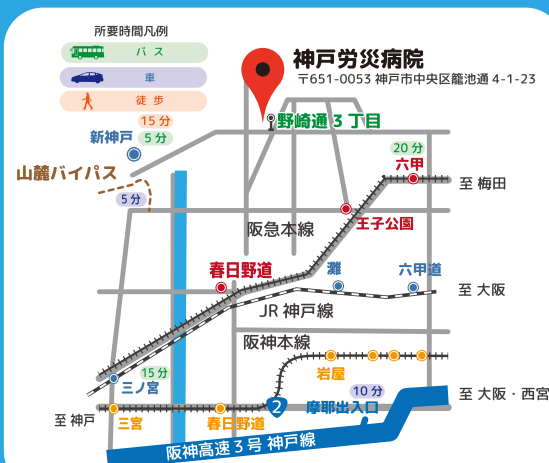 所要時間凡例
バス
車
徒歩
神戸労災病院
〒651-0053 神戸市中央区籠池通 4-1-23
野崎通3丁目
15分
新神戸
5分
山麓バイパス
5分
20分
六甲
至 梅田
王子公園
阪急本線
春日野道
灘
六甲道
至 大阪
JR 神戸線
阪神本線
岩屋
三ノ宮
15分
10分
至 大阪・西宮
2
摩耶出入口
至 神戸
三宮
春日野道
阪神高速3号 神戸線